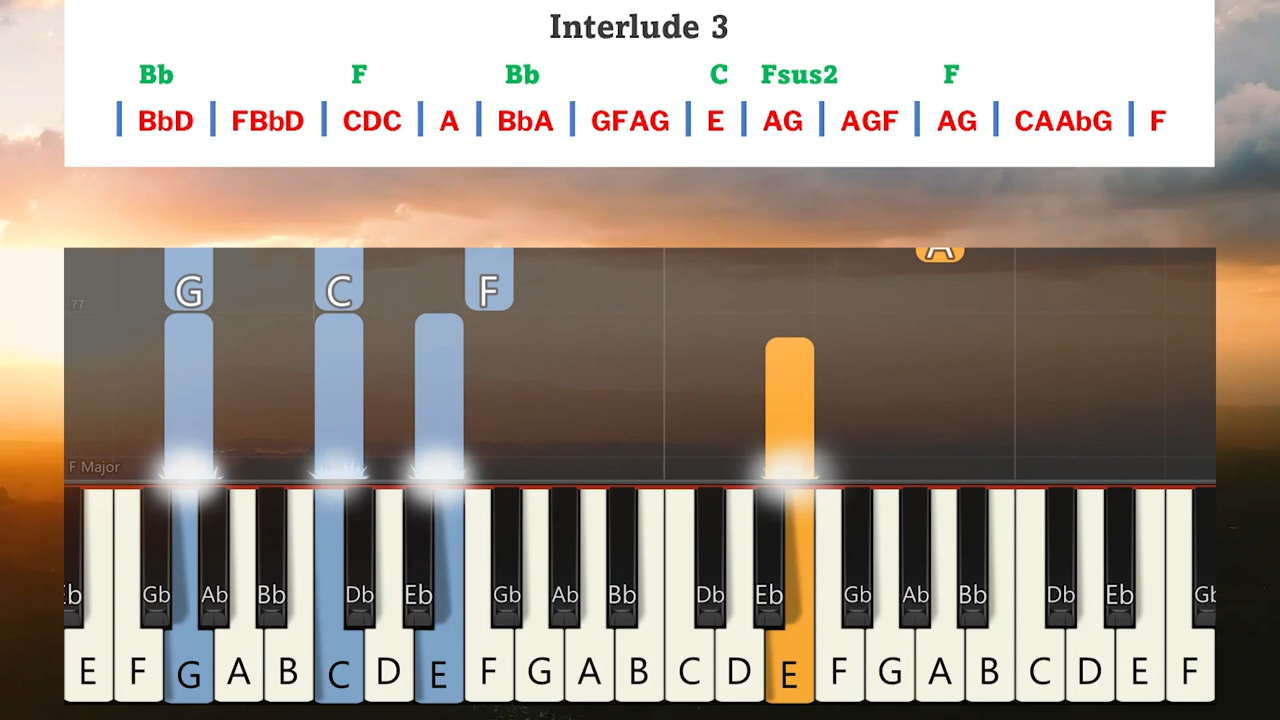 Interlude 3
Bb F Bb C Fsus2 F
| BbD | FBbD | CDC | A | BbA | GFAG | E | AG | AGF | AG | CAAbG | F
A
G C F
77
F Major
Eb Gb Ab Bb Db Eb Gb Ab Bb Db Eb Gb Ab Bb Db Eb Gb
E F G A B C D E F G A B C D E F G A B C D E F